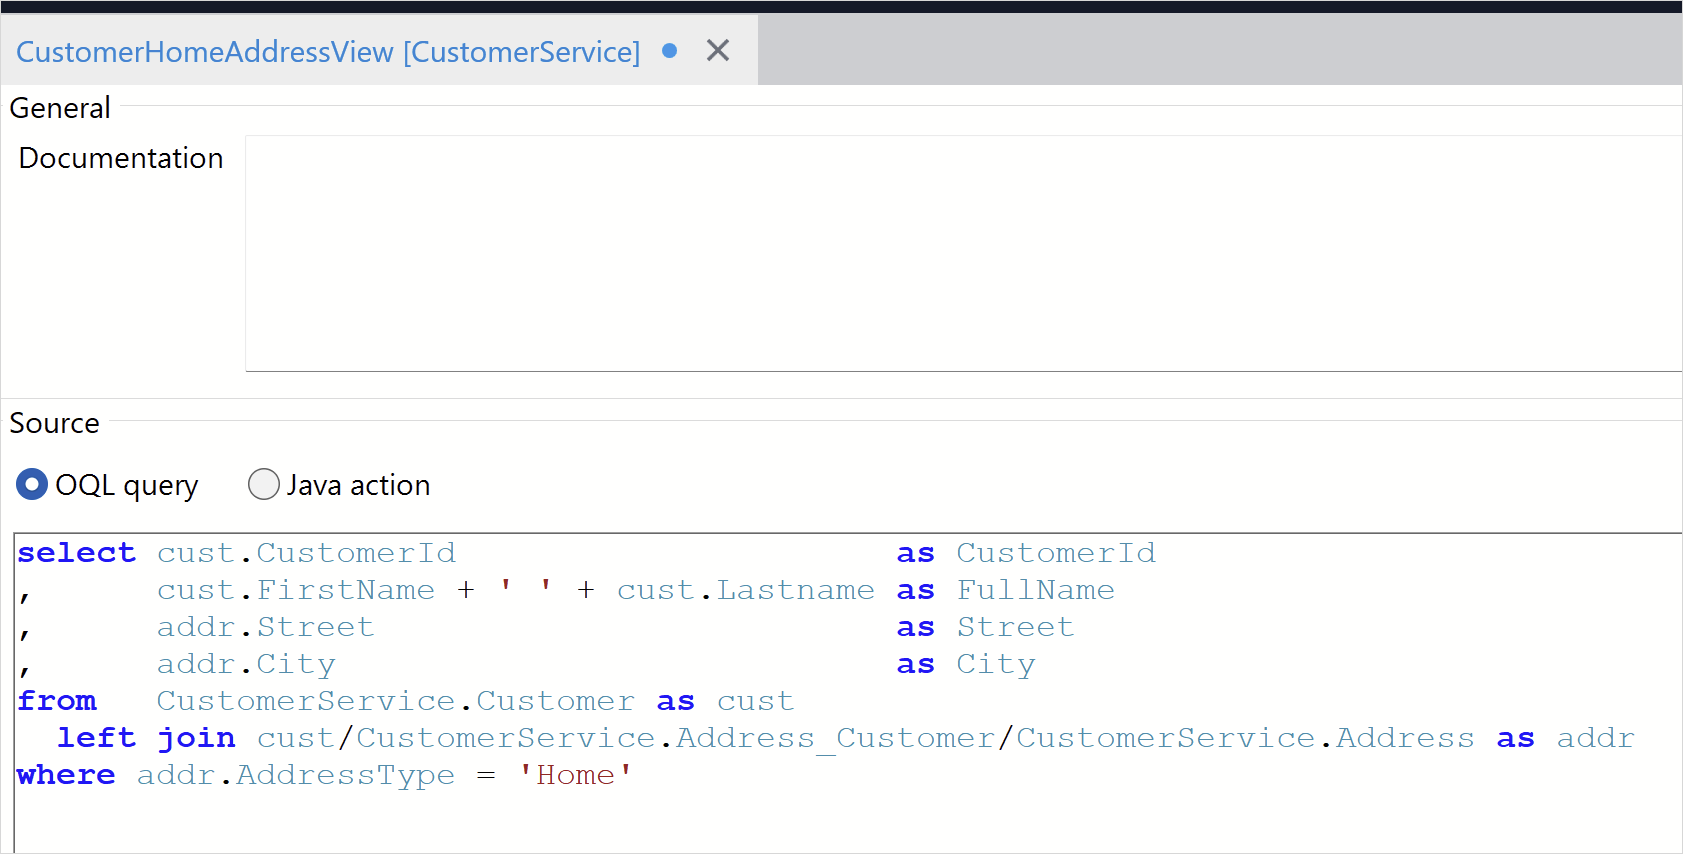 CustomerHomeAddressView [CustomerService]
General
Documentation
Source
OQL query Java action
select cust.CustomerId as CustomerId
, cust.FirstName + ' ' + cust.Lastname as FullName
, addr.Street as Street
, addr.City as City
from CustomerService.Customer as cust
left join cust/CustomerService.Address_Customer/CustomerService.Address as addr
where addr.AddressType = 'Home'